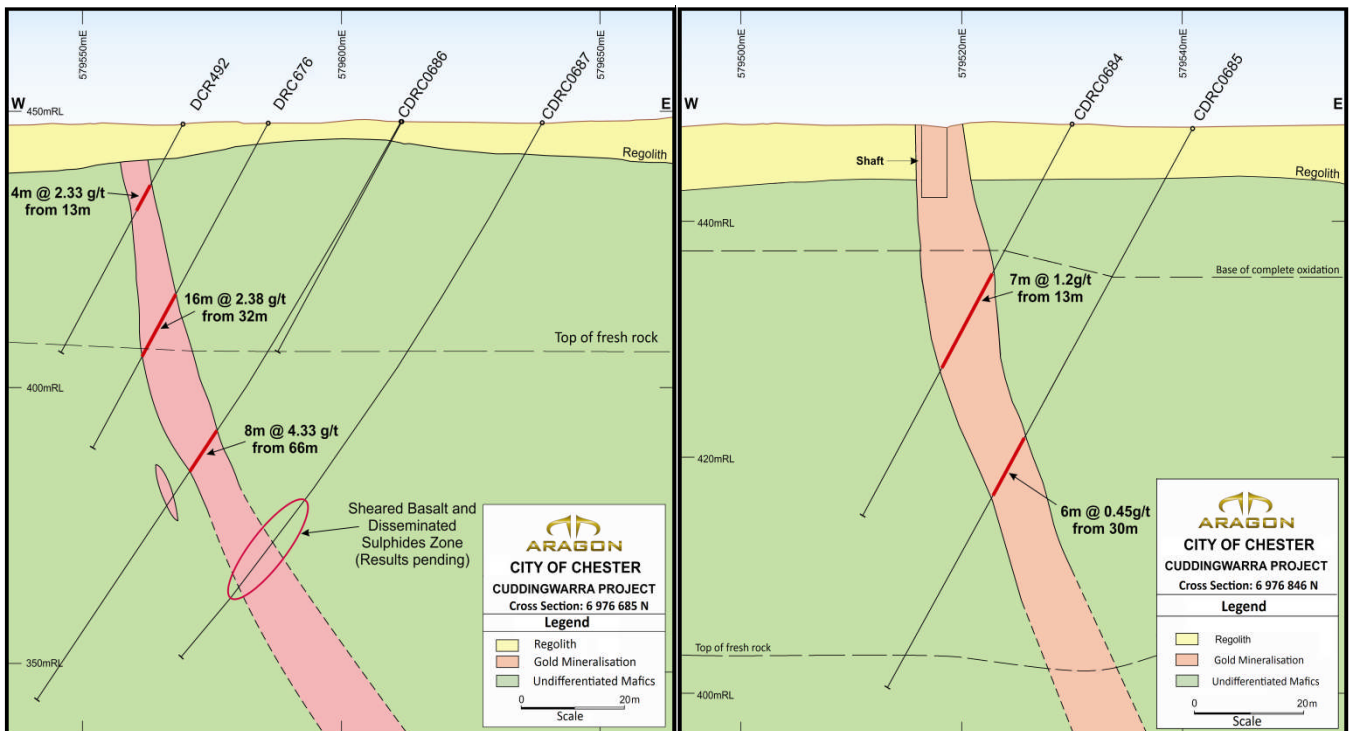 579550mE
579600mE
579650mE
DCR492
DRC676
CDRC0686
CDRC0687
W
E
450mRL
Regolith
4m @ 2.33 g/t
from 13m
16m @ 2.38 g/t
from 32m
Top of fresh rock
400mRL
8m @ 4.33 g/t
from 66m
Sheared Basalt and
Disseminated
Sulphides Zone
(Results pending)
350mRL
ARAGON
CITY OF CHESTER
CUDDINGWARRA PROJECT
Cross Section: 6 976 685 N
Legend
Regolith
Gold Mineralisation
Undifferentiated Mafics
0 20m
Scale
579500mE
579520mE
579540mE
CDRC0684
CDRC0685
W
E
Shaft
Regolith
440mRL
Base of complete oxidation
7m @ 1.2g/t
from 13m
420mRL
6m @ 0.45g/t
from 30m
Top of fresh rock
400mRL
ARAGON
CITY OF CHESTER
CUDDINGWARRA PROJECT
Cross Section: 6 976 846 N
Legend
Regolith
Gold Mineralisation
Undifferentiated Mafics
0 20m
Scale